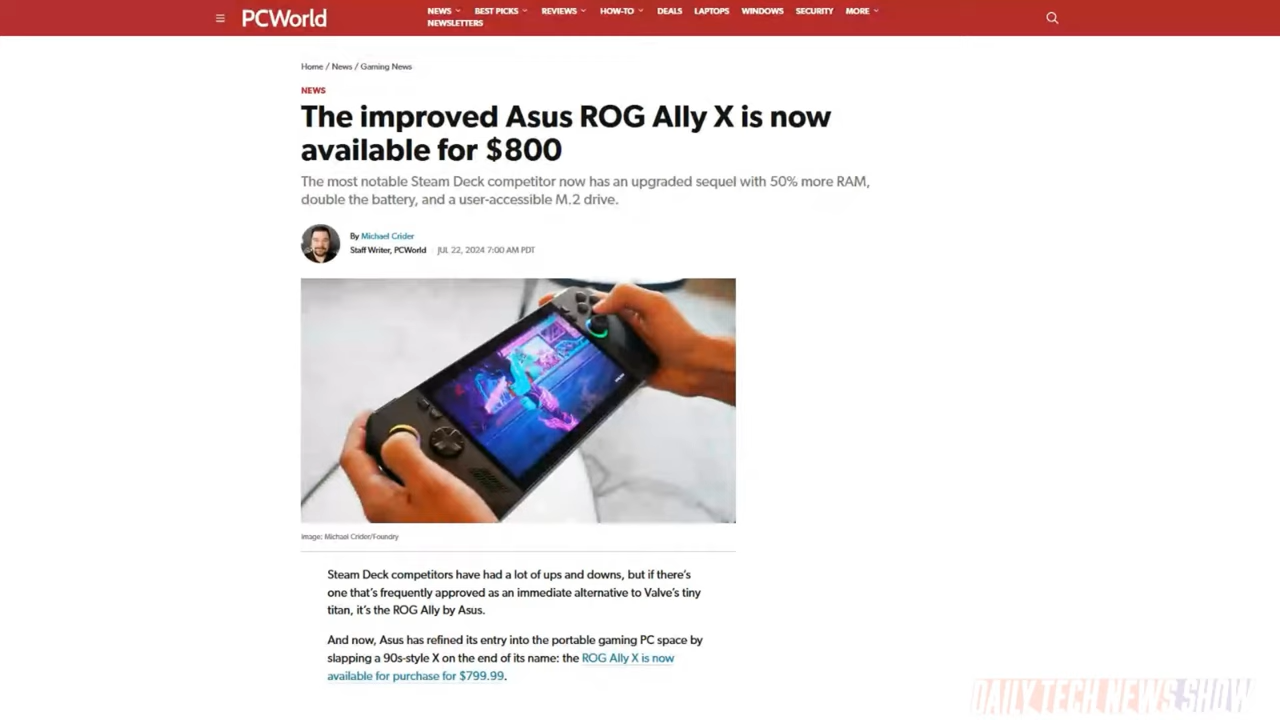 PCWorld
NEWS
BEST PICKS
REVIEWS
HOW-TO
DEALS
LAPTOPS
WINDOWS
SECURITY
MORE
NEWSLETTERS
Home / News / Gaming News
NEWS
The improved Asus ROG Ally X is now
available for $800
The most notable Steam Deck competitor now has an upgraded sequel with 50% more RAM,
double the battery, and a user-accessible M.2 drive.
By Michael Crider
Staff Writer, PCWorld JUL 22, 2024 7:00 AM PDT
Image: Michael Crider/Foundry
Steam Deck competitors have had a lot of ups and downs, but if there's
one that's frequently approved as an immediate alternative to Valve's tiny
titan, it's the ROG Ally by Asus.
And now, Asus has refined its entry into the portable gaming PC space by
slapping a 90s-style X on the end of its name: the ROG Ally X is now
available for purchase for $799.99.
DAILY TECH NEWS SHOW